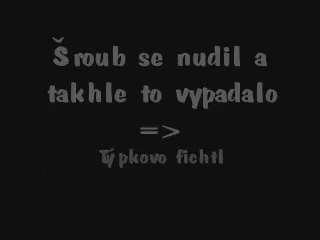 Šroub se nudil a
takhle to vypadalo
=>
Týpkovo fichtl